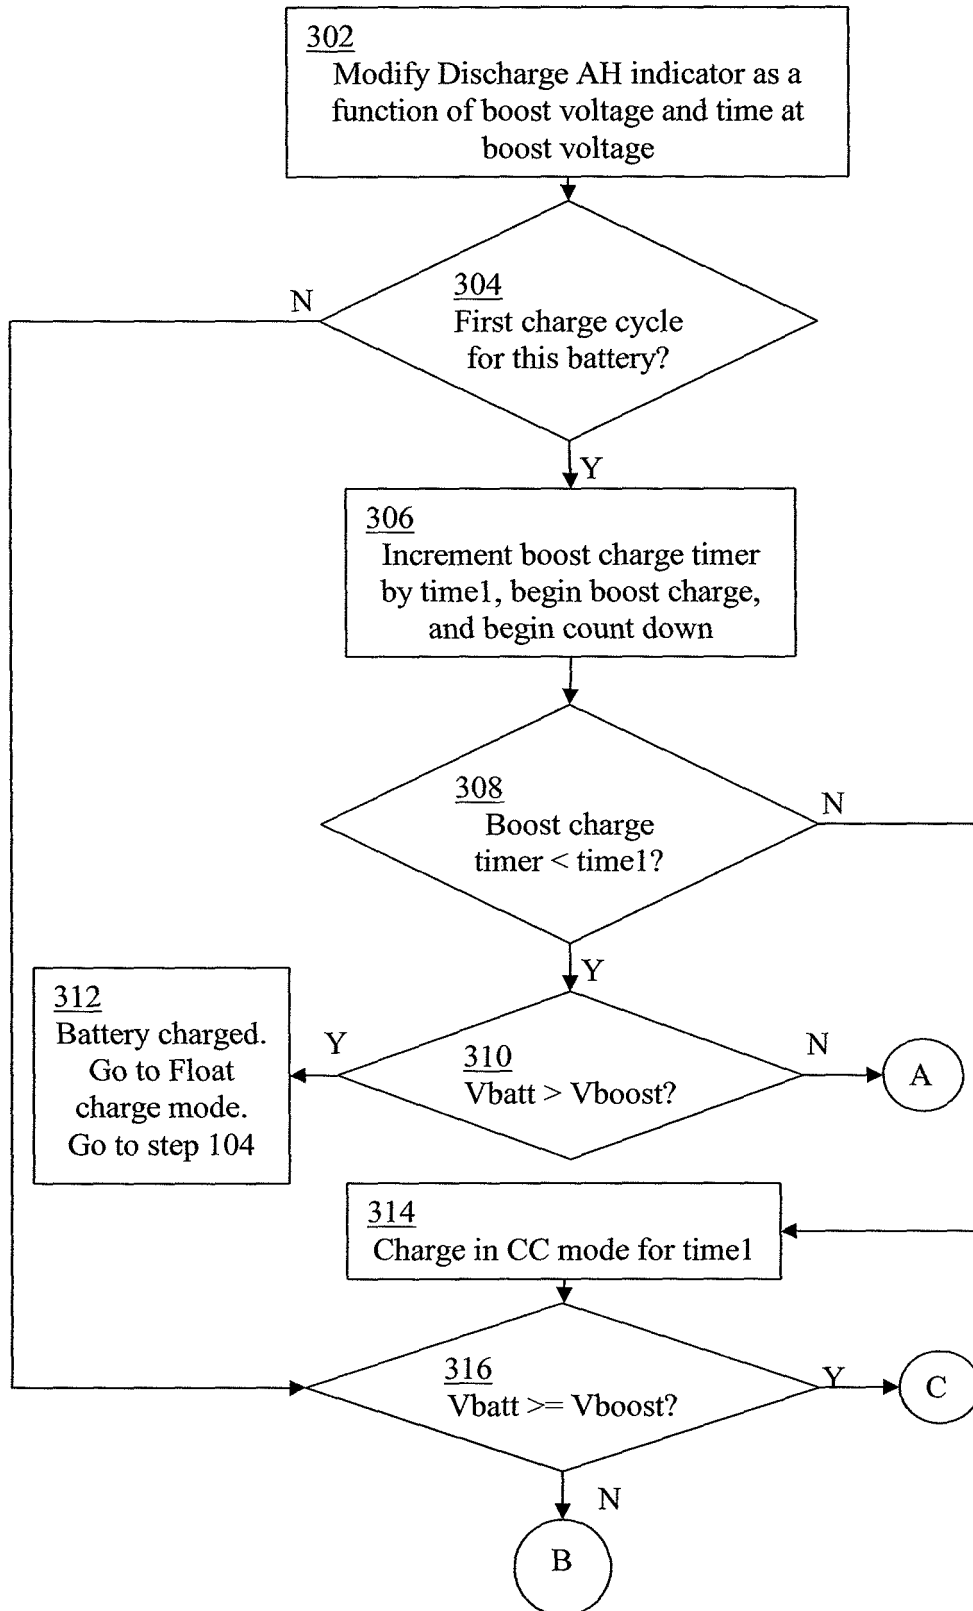 302
Modify Discharge AH indicator as a
function of boost voltage and time at
boost voltage
304
First charge cycle
for this battery?
N
Y
306
Increment boost charge timer
by time1, begin boost charge,
and begin count down
308
Boost charge
timer < time1?
N
Y
312
Battery charged.
Go to Float
charge mode.
Go to step 104
Y
310
Vbatt > Vboost?
N
A
314
Charge in CC mode for time1
316
Vbatt >= Vboost?
Y
C
N
B